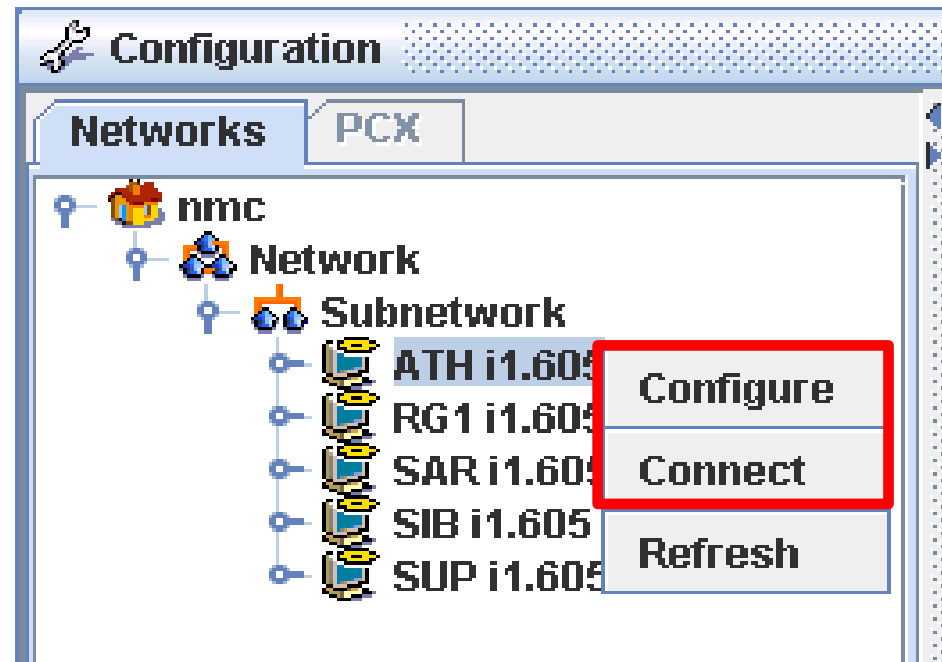 Configuration
Networks PCX
nmc
Network
Subnetwork
ATH i1.605
Configure
RG1 i1.605
SAR i1.605
Connect
SIB i1.605
Refresh
SUP i1.605